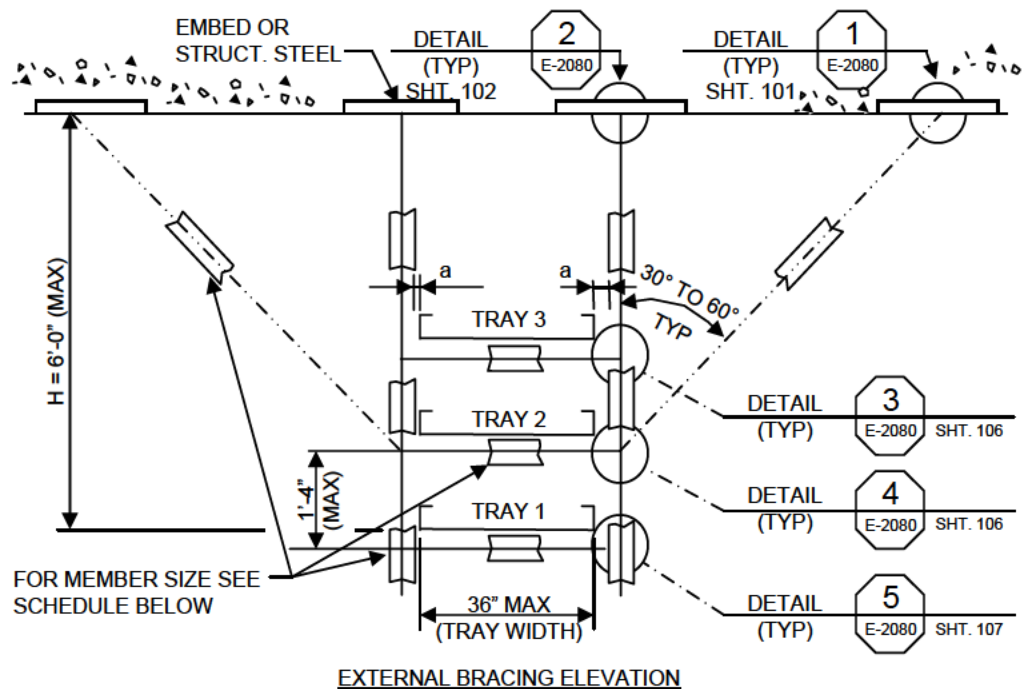 EMBED OR
STRUCT. STEEL
DETAIL
(TYP)
SHT. 102
2
E-2080
DETAIL
(TYP)
SHT. 101
1
E-2080
H = 6'-0" (MAX)
a
a
30° TO 60°
TYP
TRAY 3
TRAY 2
TRAY 1
1'-4"
(MAX)
DETAIL
(TYP)
3
E-2080
SHT. 106
DETAIL
(TYP)
4
E-2080
SHT. 106
DETAIL
(TYP)
5
E-2080
SHT. 107
FOR MEMBER SIZE SEE
SCHEDULE BELOW
36" MAX
(TRAY WIDTH)
EXTERNAL BRACING ELEVATION